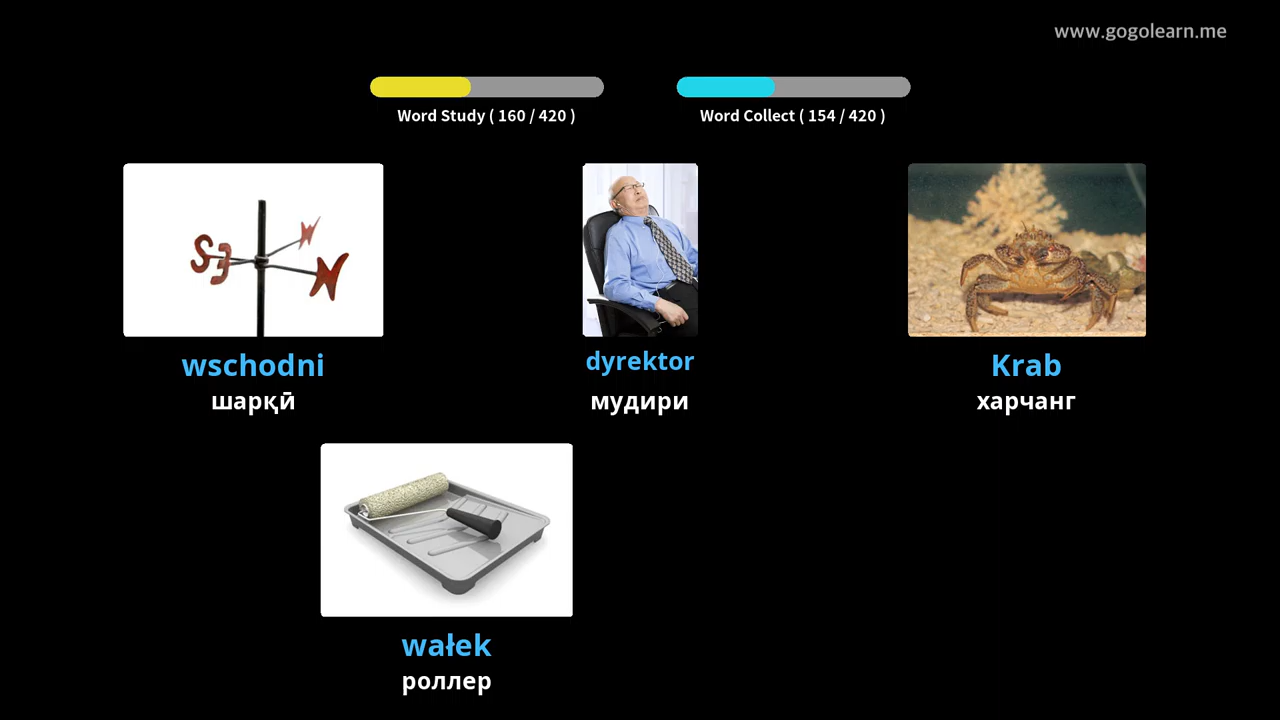 www.gogolearn.me
Word Study ( 160 / 420 )
Word Collect ( 154 / 420 )
S
E
N
W
wschodni
шарқӣ
dyrektor
мудири
Krab
харчанг
wałek
роллер